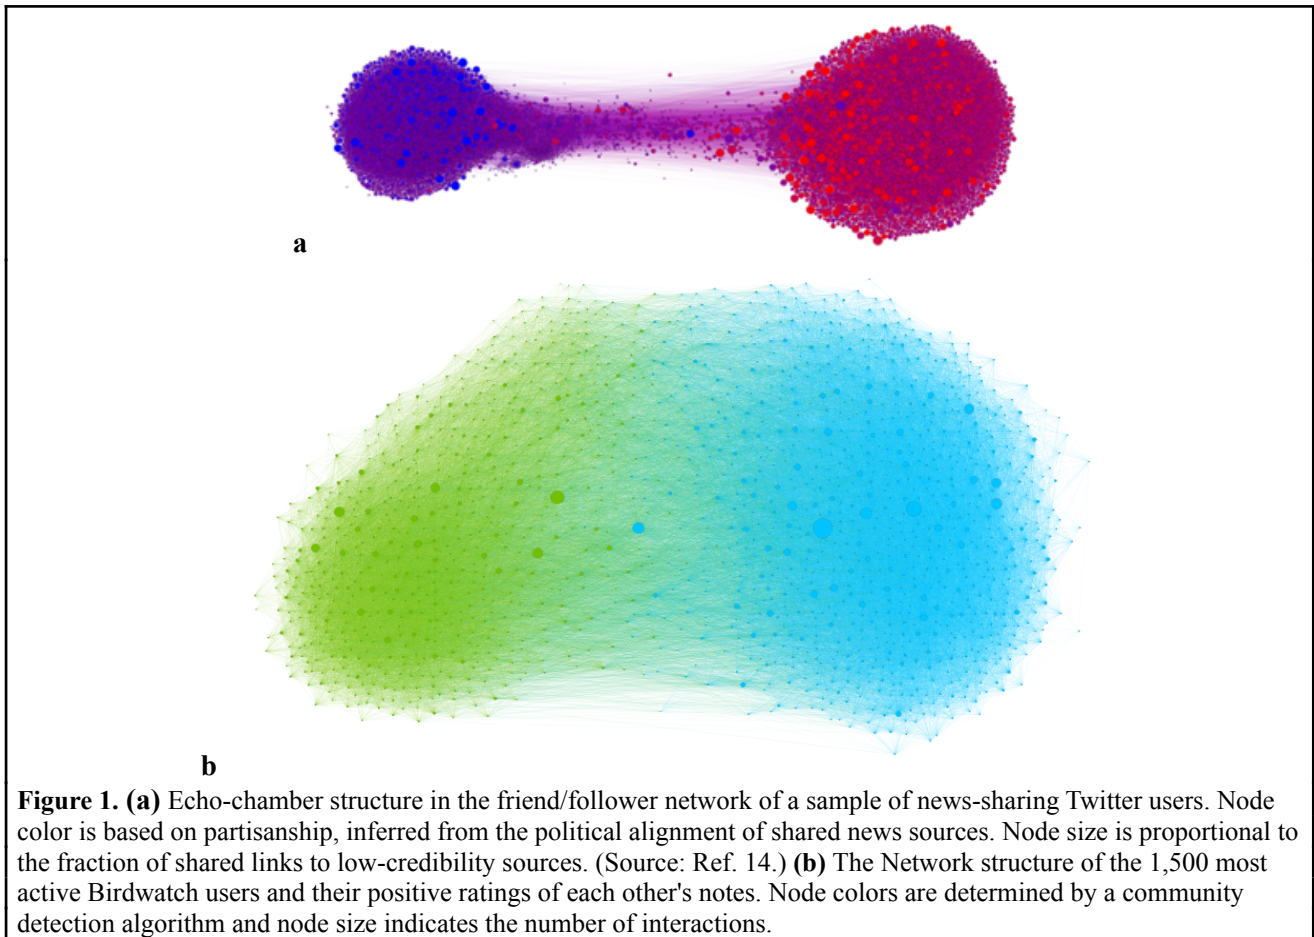 a
b
Figure 1. (a) Echo-chamber structure in the friend/follower network of a sample of news-sharing Twitter users. Node
color is based on partisanship, inferred from the political alignment of shared news sources. Node size is proportional to
the fraction of shared links to low-credibility sources. (Source: Ref. 14.) (b) The Network structure of the 1,500 most
active Birdwatch users and their positive ratings of each other's notes. Node colors are determined by a community
detection algorithm and node size indicates the number of interactions.